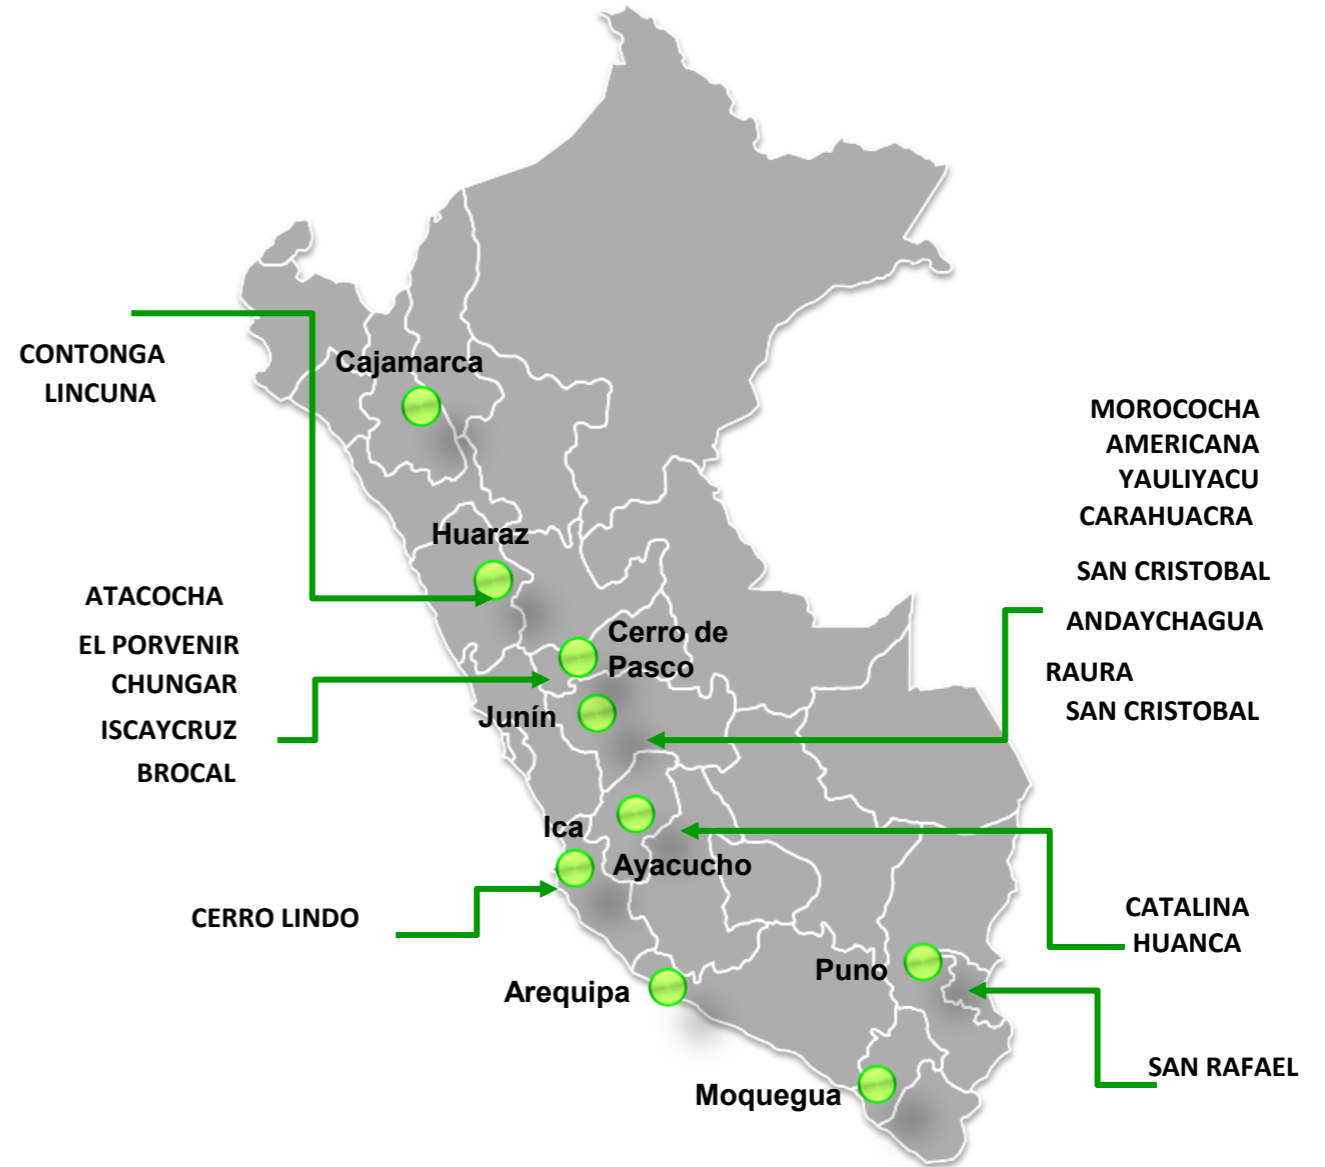 CONTONGA
LINCUNA
Cajamarca
MOROCOCHA
AMERICANA
YAULIYACU
CARAHUACRA
SAN CRISTOBAL
ANDAYCHAGUA
RAURA
SAN CRISTOBAL
Huaraz
ATACOCHA
EL PORVENIR
CHUNGAR
ISCAYCRUZ
BROCAL
Cerro de
Pasco
Junín
Ica
Ayacucho
CERRO LINDO
CATALINA
HUANCA
Puno
Arequipa
SAN RAFAEL
Moquegua